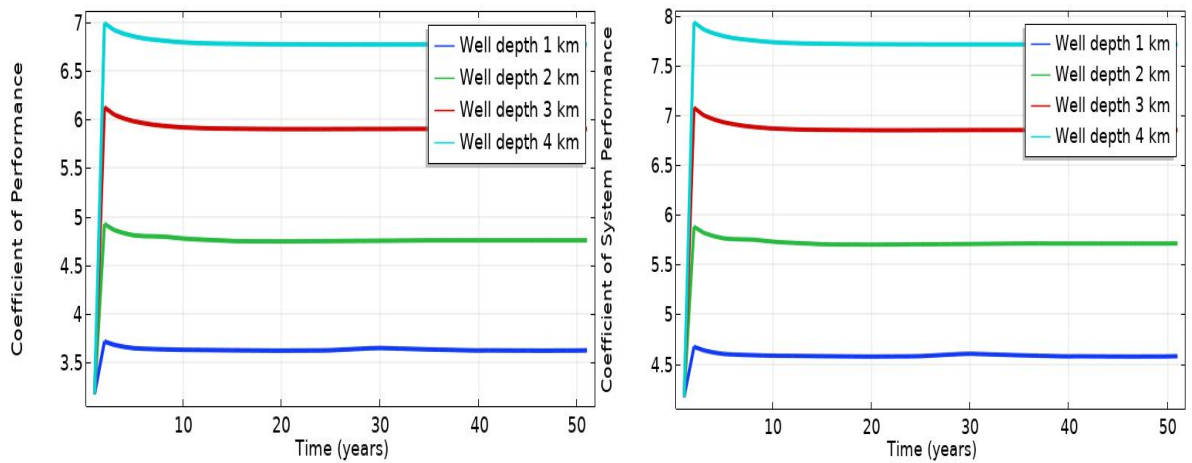 Coefficient of Performance
7
6.5
6
5.5
5
4.5
4
3.5
10 20 30 40 50
Time (years)
Well depth 1 km
Well depth 2 km
Well depth 3 km
Well depth 4 km
Coefficient of System Performance
8
7.5
7
6.5
6
5.5
5
4.5
10 20 30 40 50
Time (years)
Well depth 1 km
Well depth 2 km
Well depth 3 km
Well depth 4 km